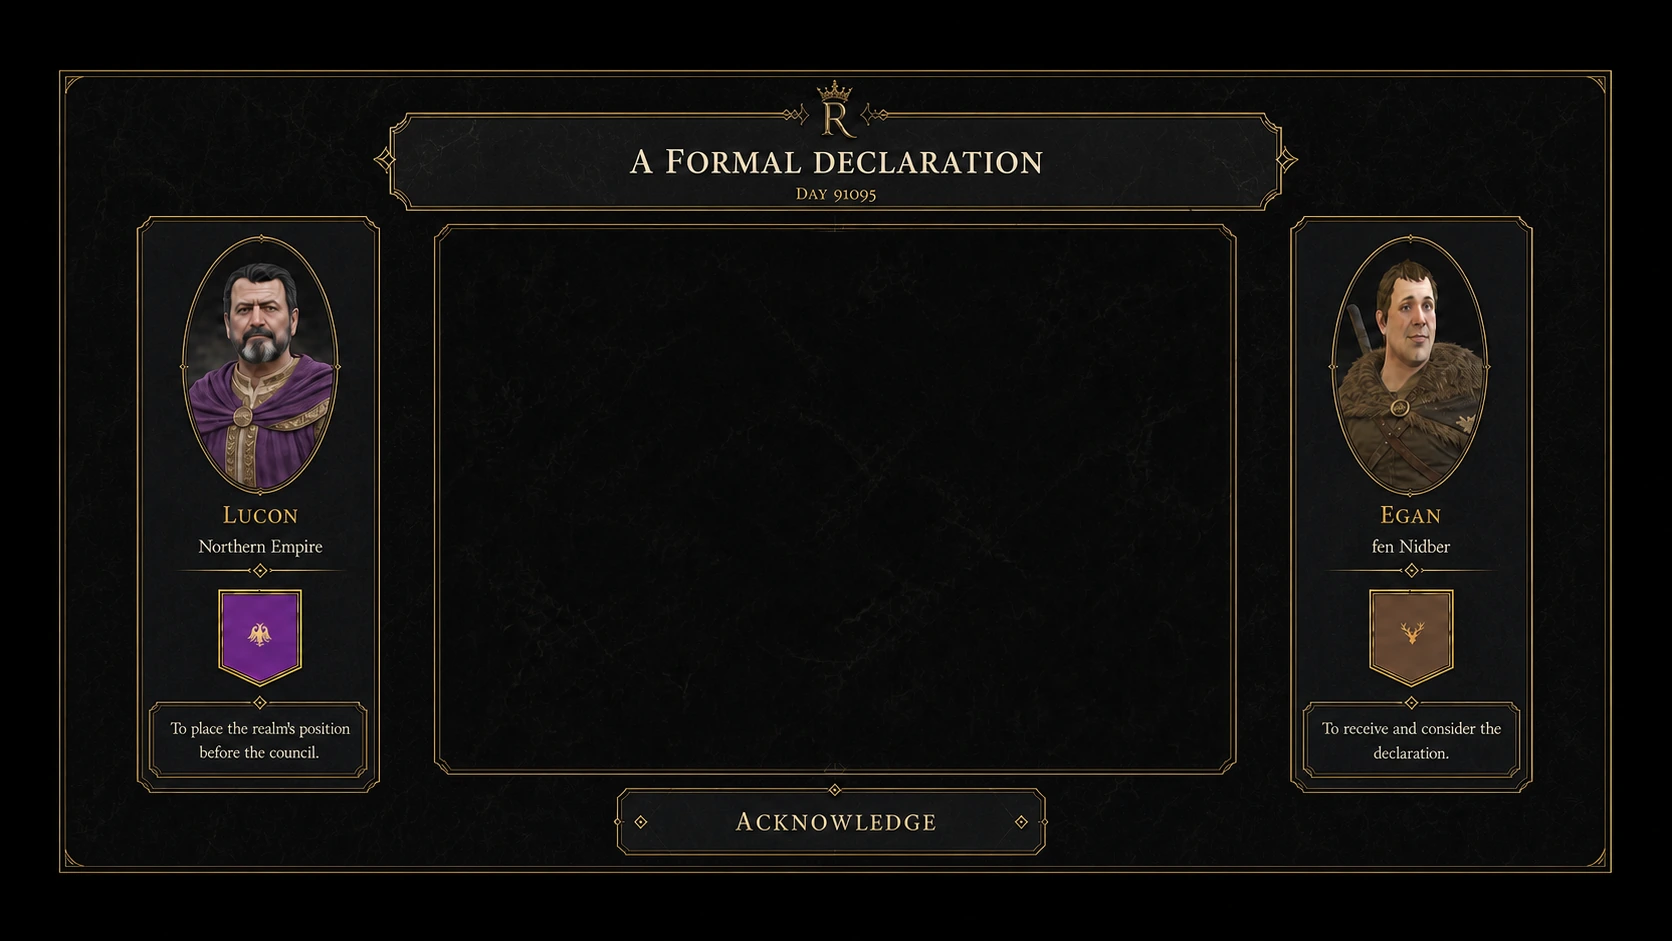 R
A FORMAL DECLARATION
DAY 91095
LUCON
Northern Empire
To place the realm's position
before the council.
EGAN
fen Nidber
To receive and consider the
declaration.
ACKNOWLEDGE